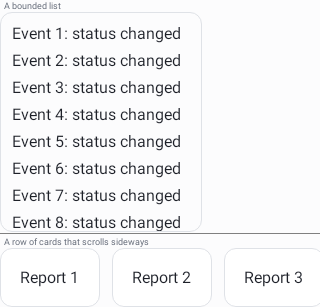 A bounded list
Event 1: status changed
Event 2: status changed
Event 3: status changed
Event 4: status changed
Event 5: status changed
Event 6: status changed
Event 7: status changed
Event 8: status changed
A row of cards that scrolls sideways
Report 1
Report 2
Report 3